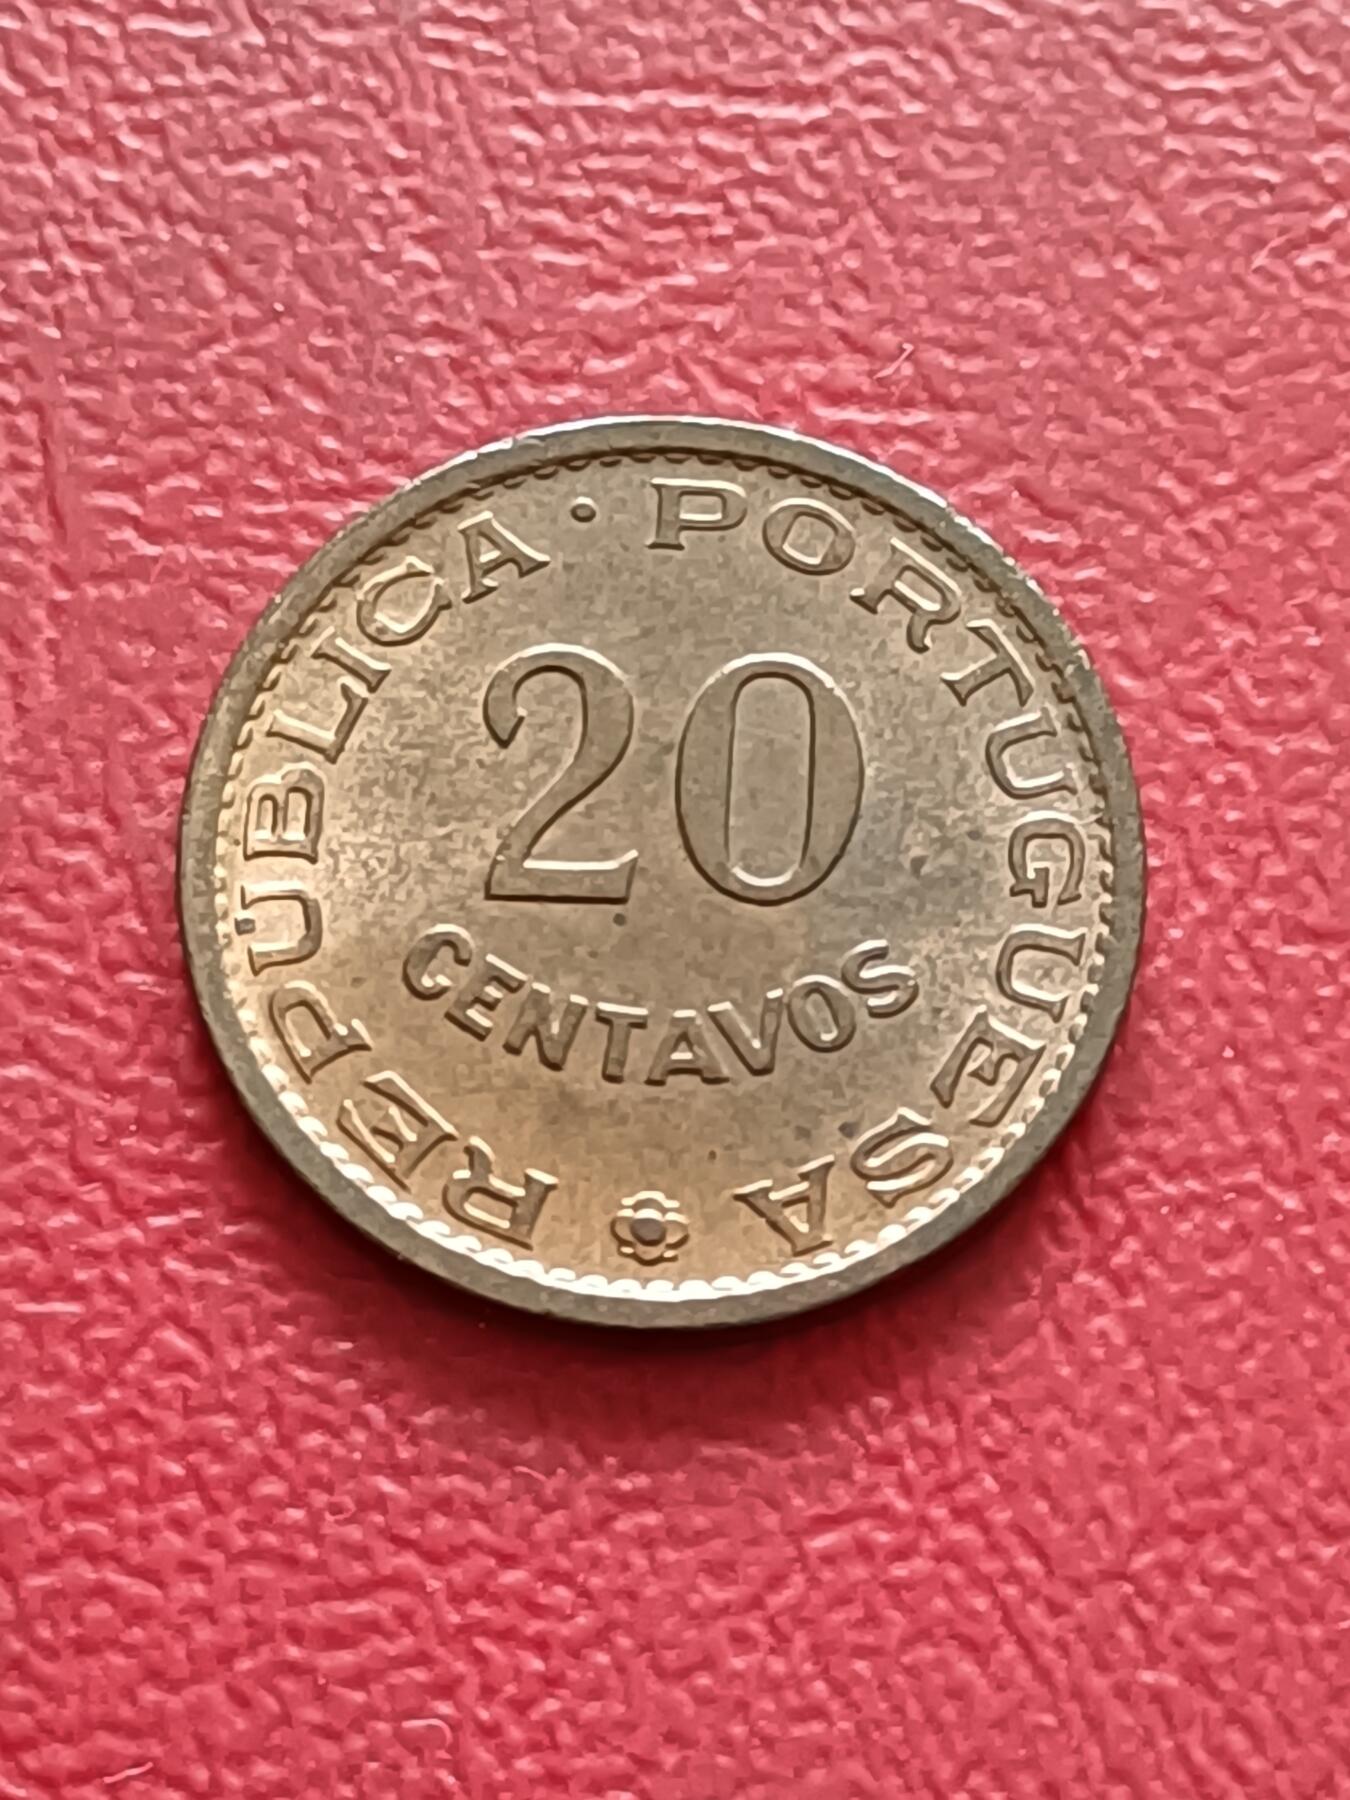 REPÚBLICA · PORTUGUESA
20
CENTAVOS